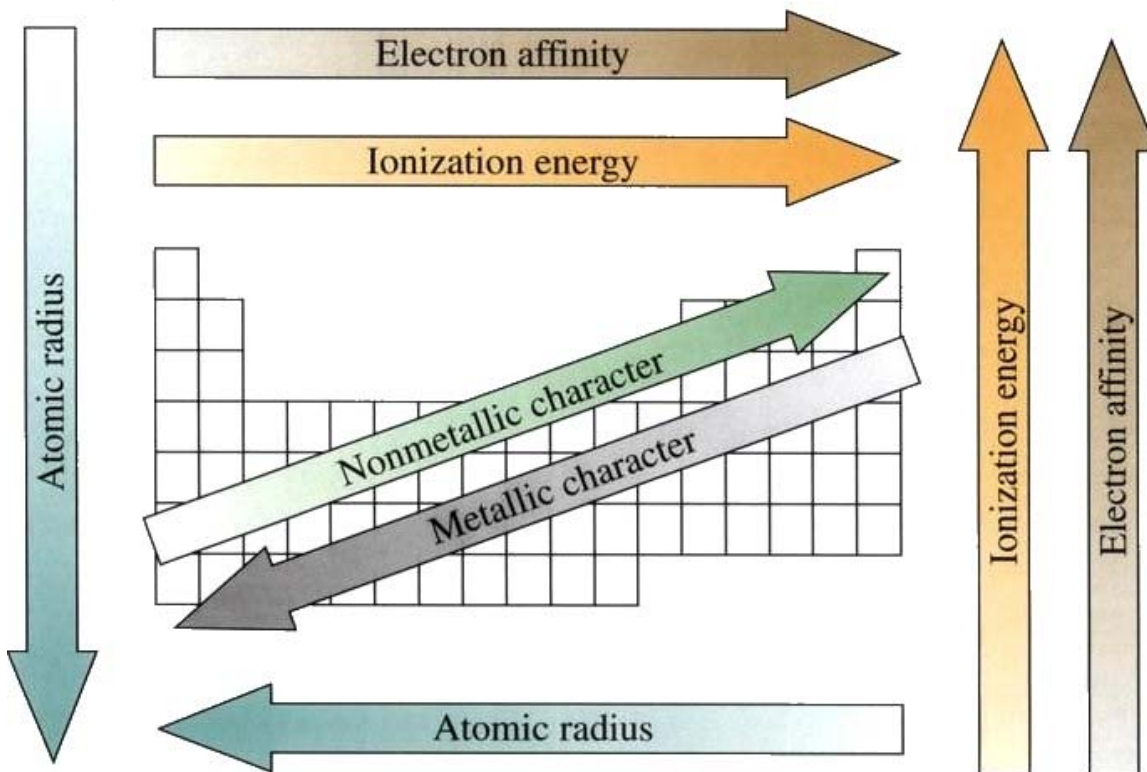 Electron affinity
Ionization energy
Atomic radius
Nonmetallic character
Metallic character
Ionization energy
Electron affinity
Atomic radius